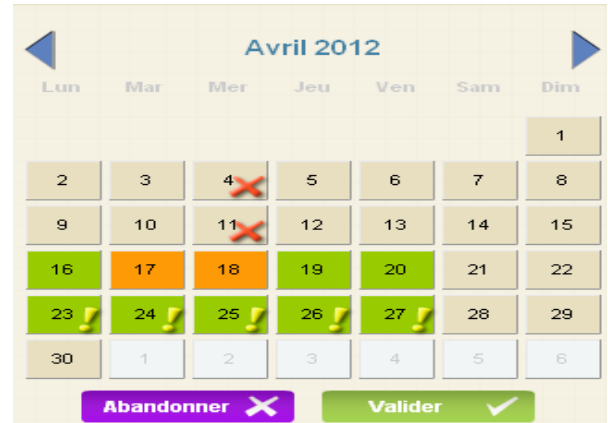 Avril 2012
Lun Mar Mer Jeu Ven Sam Dim
1
2 3 4 5 6 7 8
9 10 11 12 13 14 15
16 17 18 19 20 21 22
23 24 25 26 27 28 29
30 1 2 3 4 5 6
Abandonner Valider